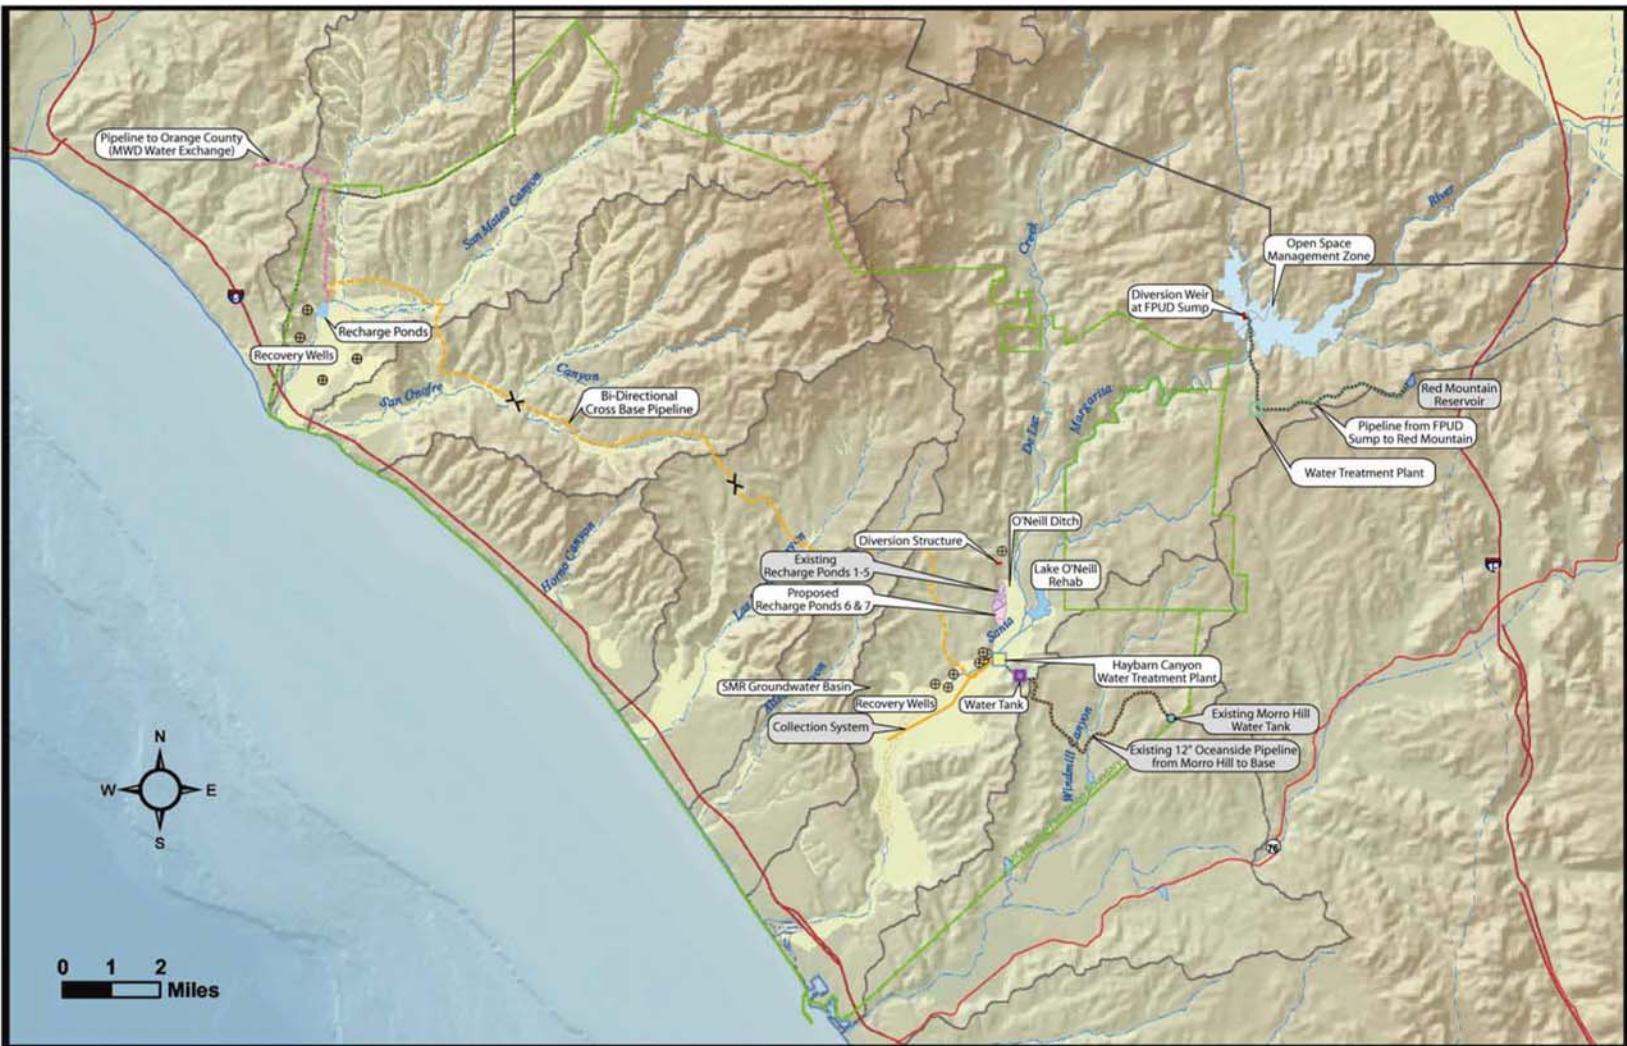 Pipeline to Orange County
(MWD Water Exchange)
San Mateo Canyon
River
Creek
Open Space
Management Zone
5
Diversion Weir
at FPUD Sump
Recharge Ponds
Recovery Wells
San Onofre
Canyon
Bi-Directional
Cross Base Pipeline
De Luz
Margarita
Red Mountain
Reservoir
Pipeline from FPUD
Sump to Red Mountain
Water Treatment Plant
Horno Canyon
Las
O'Neill Ditch
Diversion Structure
Existing
Recharge Ponds 1-5
Lake O'Neill
Rehab
15
Proposed
Recharge Ponds 6 & 7
Santa
Haybarn Canyon
Water Treatment Plant
SMR Groundwater Basin
Recovery Wells
Water Tank
Collection System
Windmill Canyon
Existing Morro Hill
Water Tank
Existing 12" Oceanside Pipeline
from Morro Hill to Base
N
W E
S
76
0 1 2
Miles